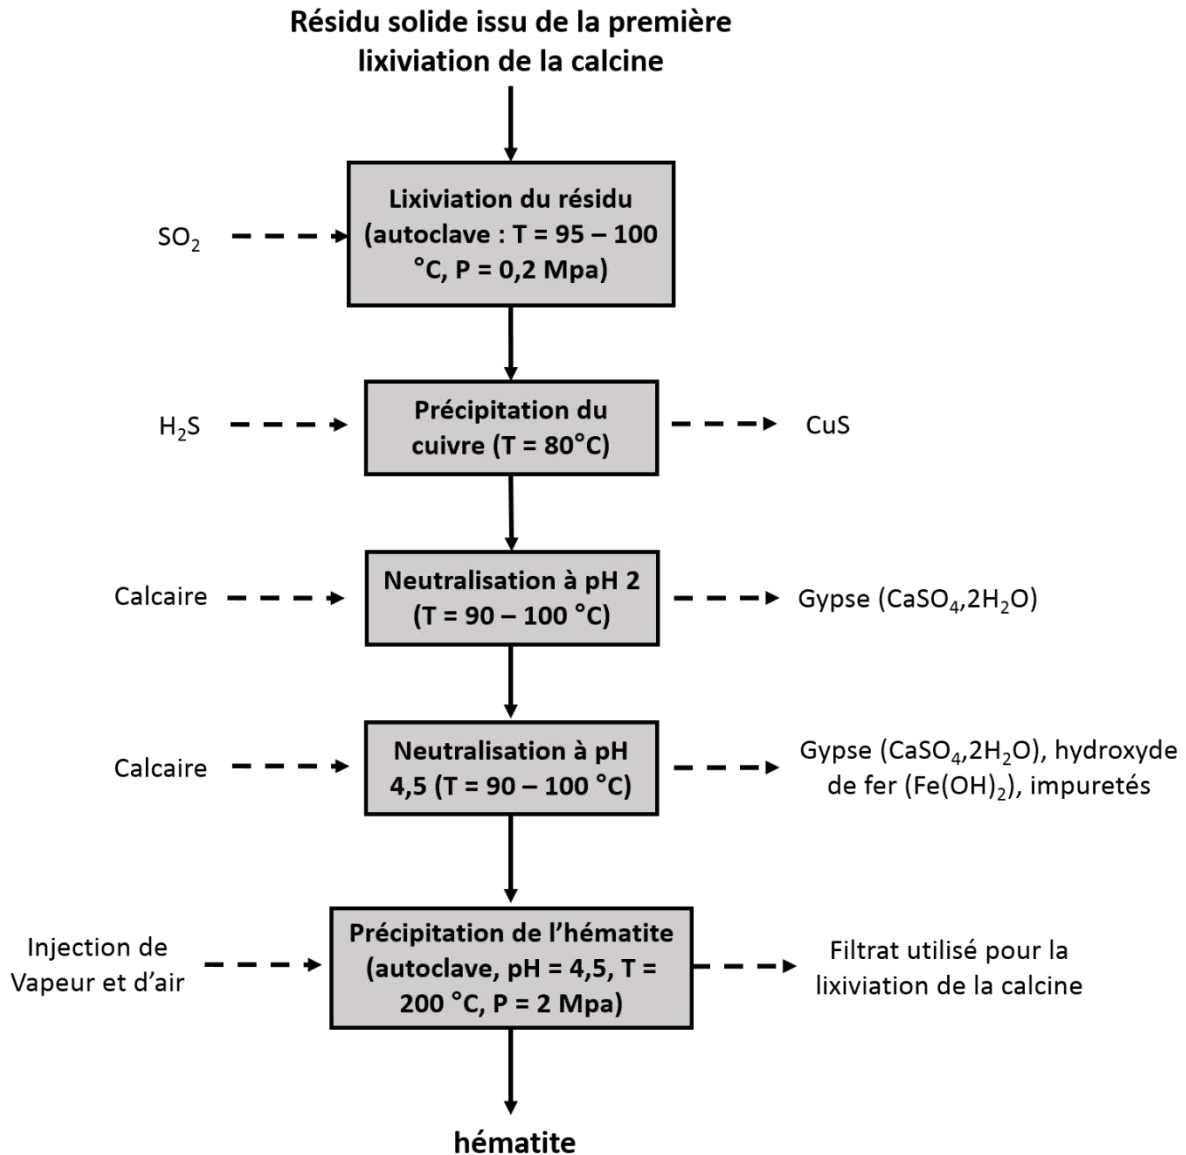 Résidu solide issu de la première
lixiviation de la calcine
Lixiviation du résidu
(autoclave : T = 95 – 100
°C, P = 0,2 Mpa)
SO₂
Précipitation du
cuivre (T = 80°C)
H₂S
CuS
Neutralisation à pH 2
(T = 90 – 100 °C)
Calcaire
Gypse (CaSO₄,2H₂O)
Neutralisation à pH
4,5 (T = 90 – 100 °C)
Calcaire
Gypse (CaSO₄,2H₂O), hydroxyde
de fer (Fe(OH)₂), impuretés
Précipitation de l’hématite
(autoclave, pH = 4,5, T =
200 °C, P = 2 Mpa)
Injection de
Vapeur et d’air
Filtrat utilisé pour la
lixiviation de la calcine
hématite